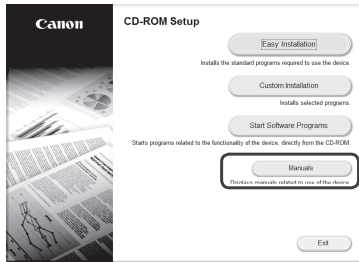 Canon
CD-ROM Setup
Easy Installation
Installs the standard programs required to use the device.
Custom Installation
Installs selected programs.
Start Software Programs
Starts programs related to the functionality of the device, directly from the CD-ROM.
Manuals
Displays manuals related to use of the device.
Exit